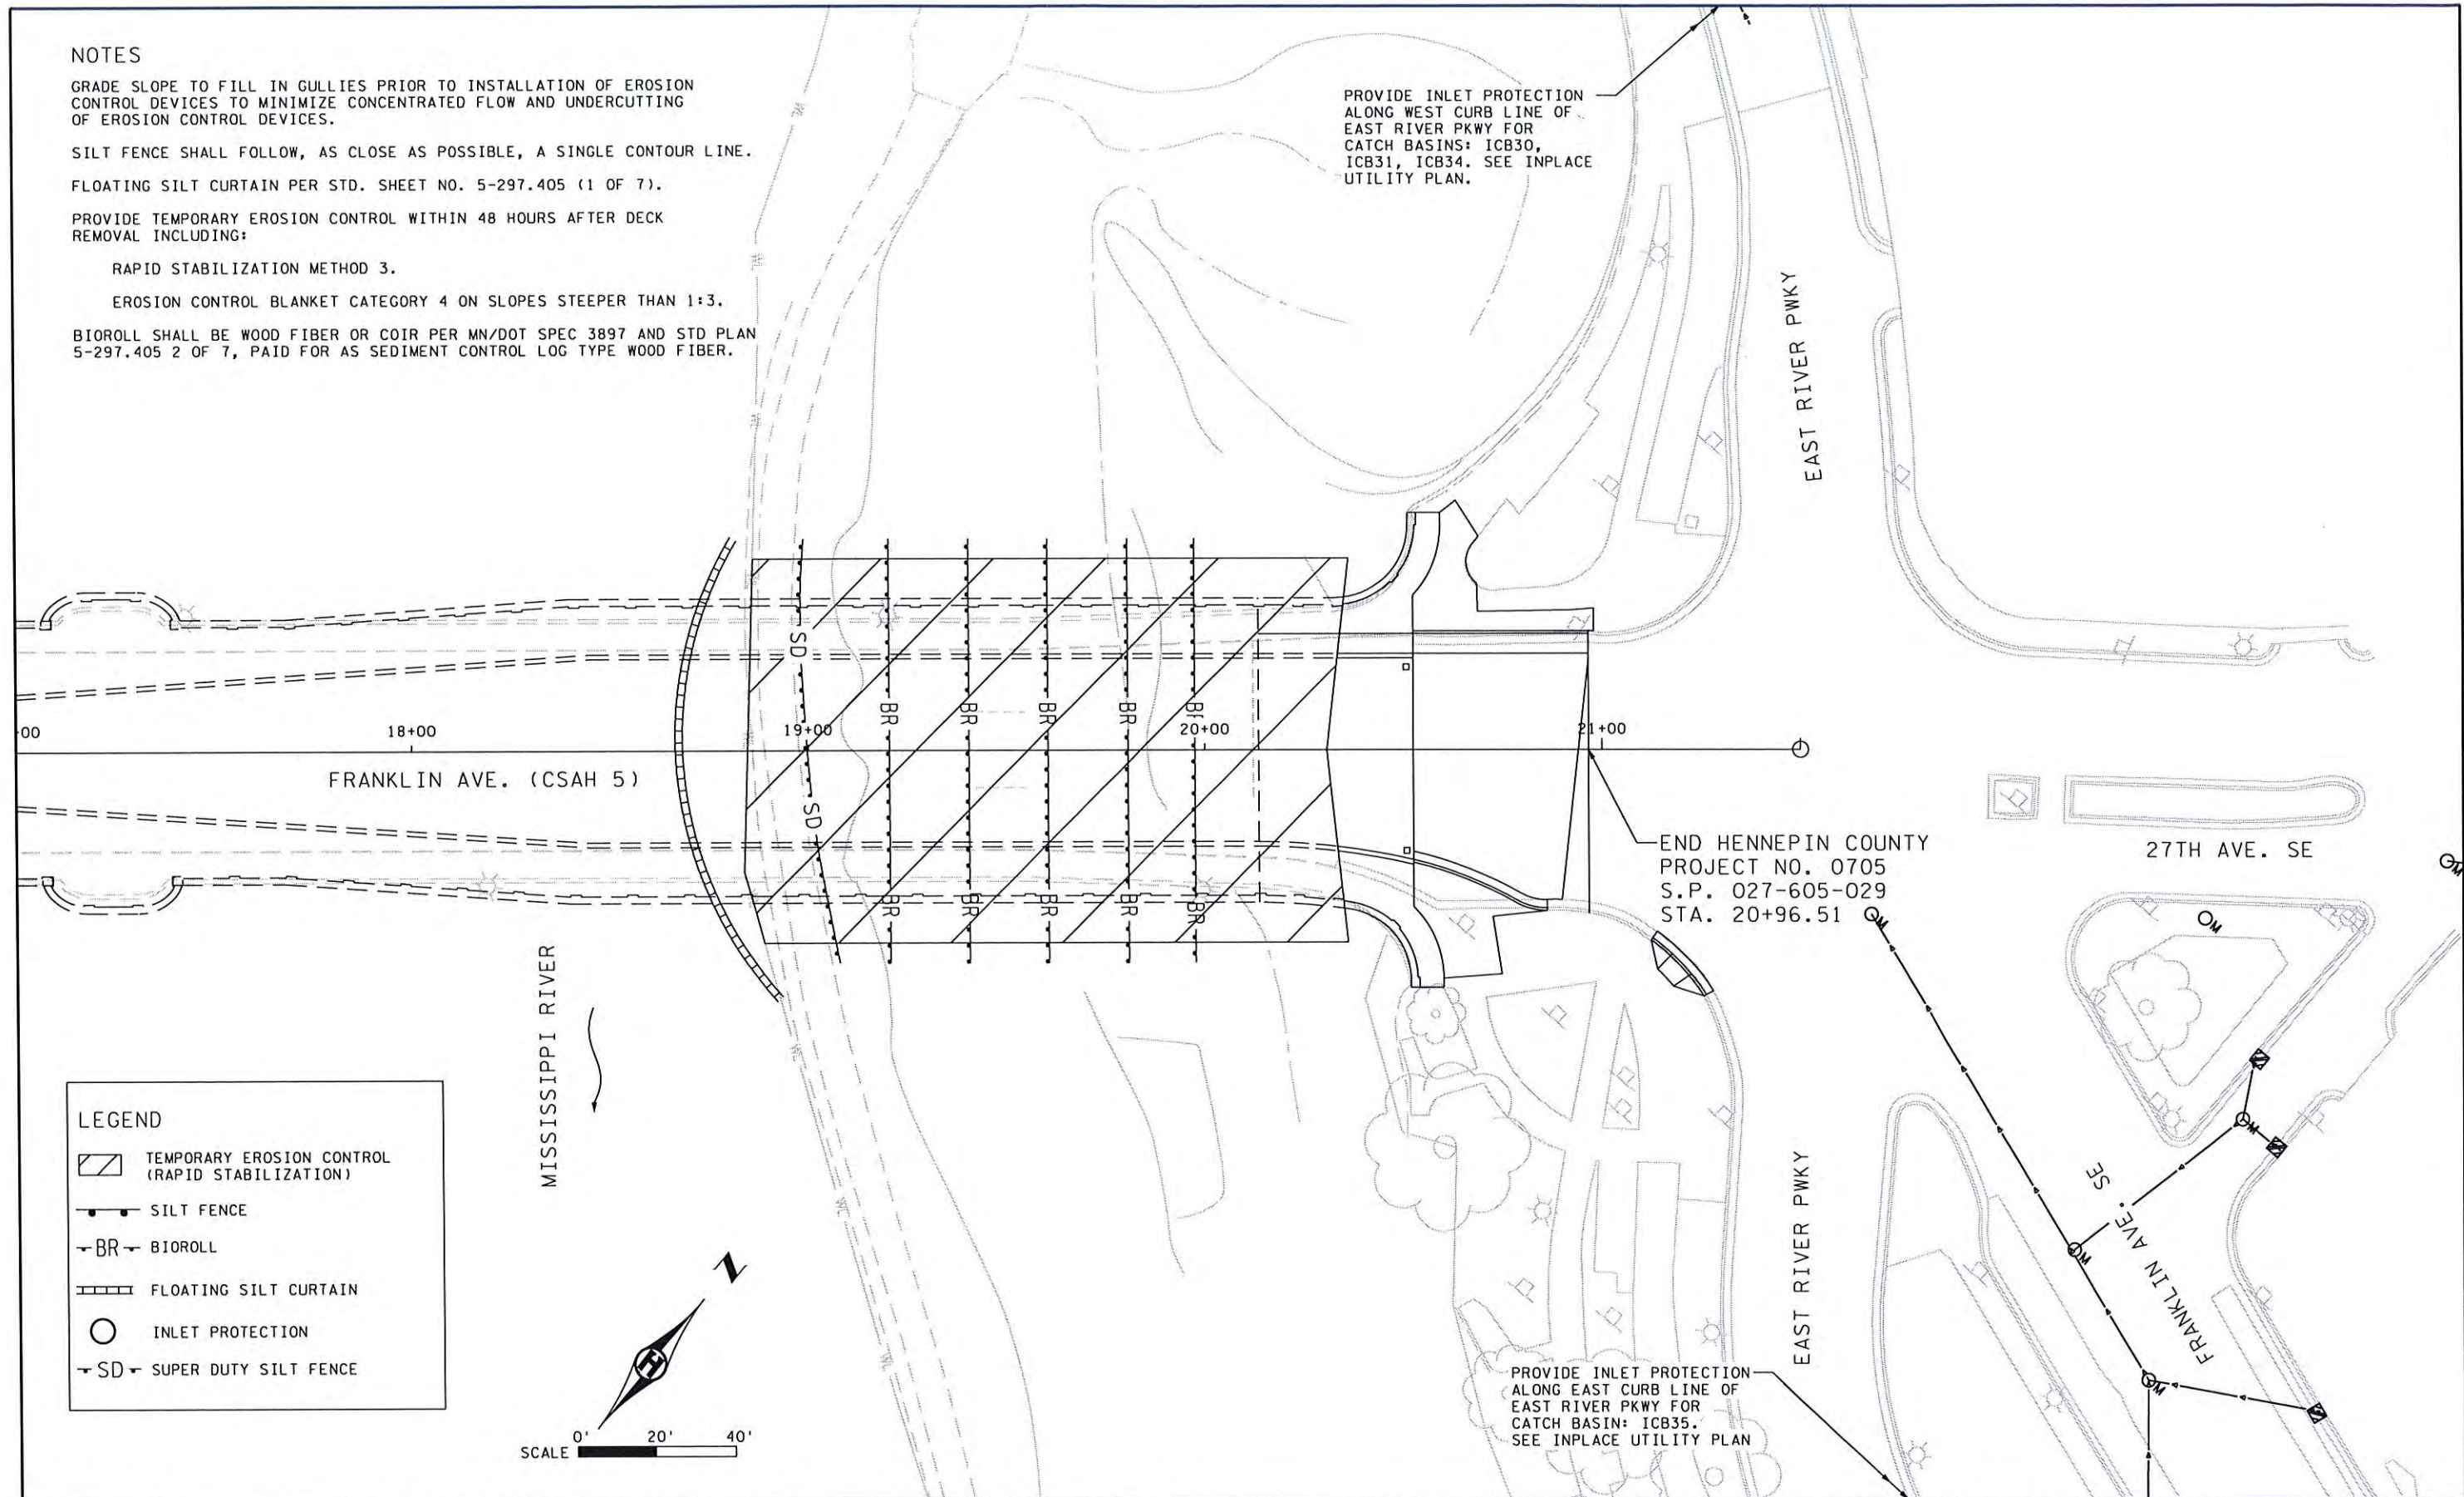 NOTES
GRADE SLOPE TO FILL IN GULLIES PRIOR TO INSTALLATION OF EROSION
CONTROL DEVICES TO MINIMIZE CONCENTRATED FLOW AND UNDERCUTTING
OF EROSION CONTROL DEVICES.
SILT FENCE SHALL FOLLOW, AS CLOSE AS POSSIBLE, A SINGLE CONTOUR LINE.
FLOATING SILT CURTAIN PER STD. SHEET NO. 5-297.405 (1 OF 7).
PROVIDE TEMPORARY EROSION CONTROL WITHIN 48 HOURS AFTER DECK
REMOVAL INCLUDING:
RAPID STABILIZATION METHOD 3.
EROSION CONTROL BLANKET CATEGORY 4 ON SLOPES STEEPER THAN 1:3.
BIOROLL SHALL BE WOOD FIBER OR COIR PER MN/DOT SPEC 3897 AND STD PLAN
5-297.405 2 OF 7, PAID FOR AS SEDIMENT CONTROL LOG TYPE WOOD FIBER.
PROVIDE INLET PROTECTION
ALONG WEST CURB LINE OF
EAST RIVER PKWY FOR
CATCH BASINS: ICB30,
ICB31, ICB34. SEE INPLACE
UTILITY PLAN.
EAST RIVER PWKY
SD
BR
BR
BR
BR
BR
00
18+00
19+00
20+00
21+00
FRANKLIN AVE. (CSAH 5)
SD
BR
BR
BR
BR
BR
END HENNEPIN COUNTY
PROJECT NO. 0705
S.P. 027-605-029
STA. 20+96.51
27TH AVE. SE
M
M
M
M
M
M
MISSISSIPPI RIVER
EAST RIVER PWKY
FRANKLIN AVE. SE
LEGEND
TEMPORARY EROSION CONTROL
(RAPID STABILIZATION)
SILT FENCE
BR BIOROLL
FLOATING SILT CURTAIN
INLET PROTECTION
SD SUPER DUTY SILT FENCE
N
H
0' 20' 40'
SCALE
PROVIDE INLET PROTECTION
ALONG EAST CURB LINE OF
EAST RIVER PKWY FOR
CATCH BASIN: ICB35.
SEE INPLACE UTILITY PLAN